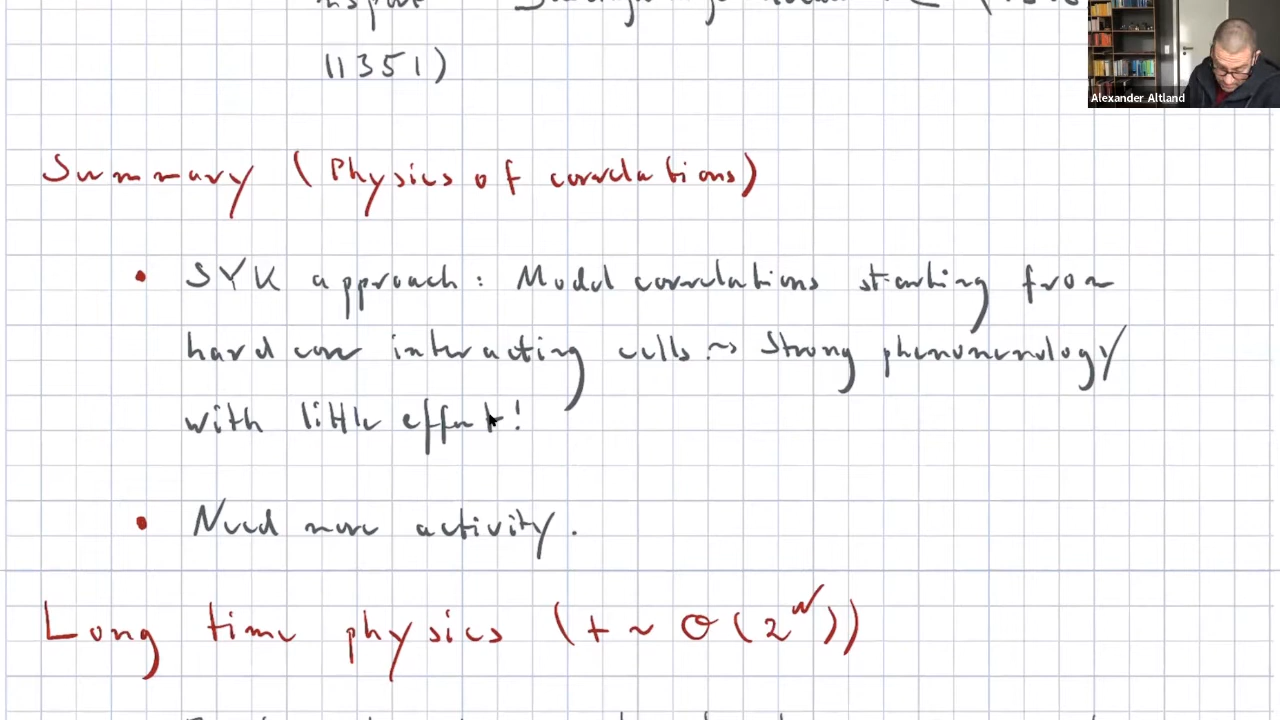 11351)
Alexander Altland
Summary (Physics of correlations)
• SYK approach: Model correlations starting from
hard core interacting cells ~> Strong phenomenology
with little effort!
• Need more activity.
Long time physics (t ~ O(2^N))